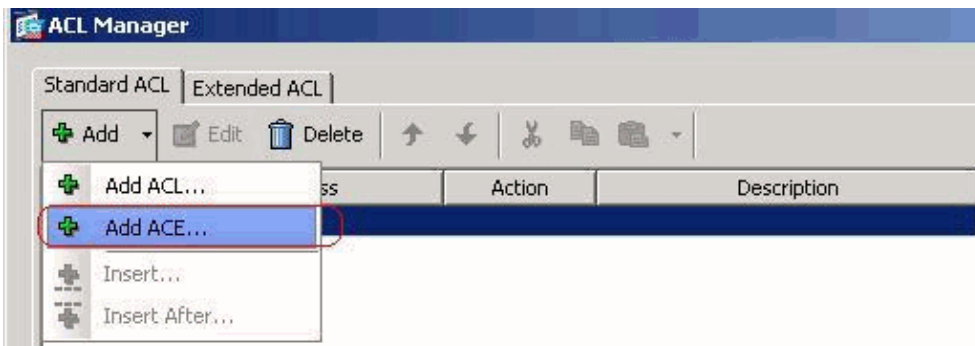 ACL Manager
Standard ACL Extended ACL
Add Edit Delete
Action Description
Add ACL...
Add ACE...
Insert...
Insert After...